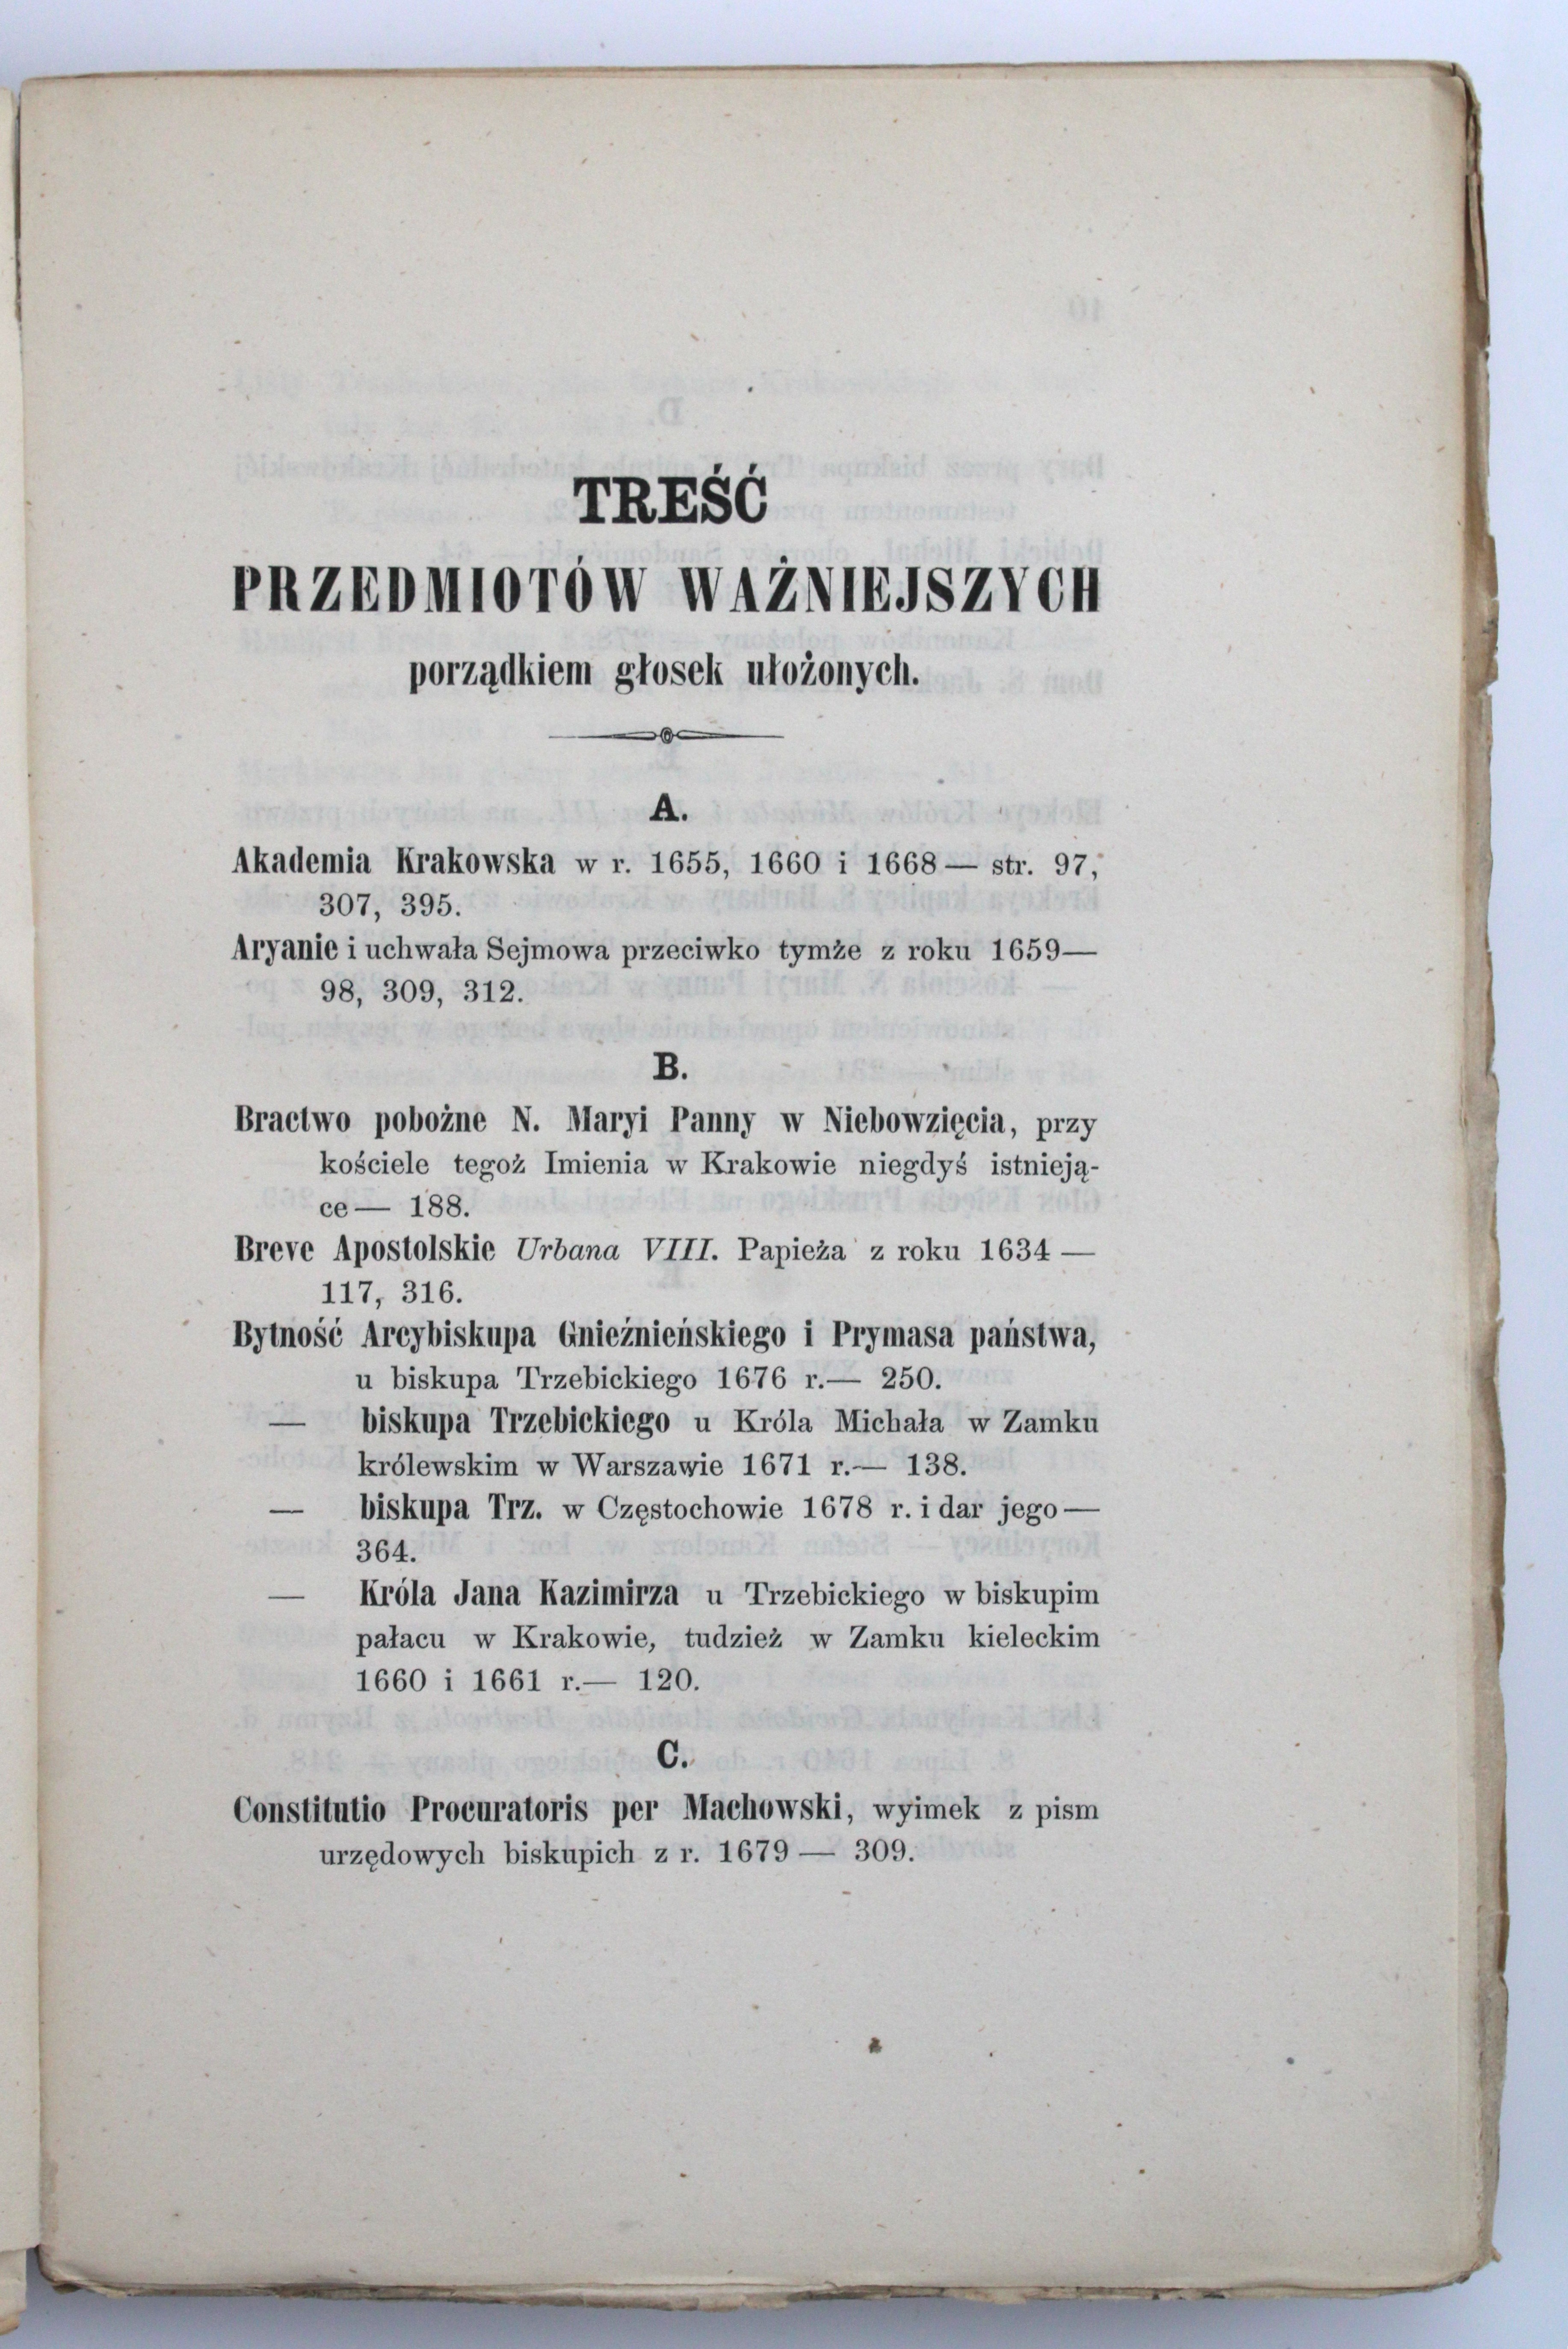 TREŚĆ
PRZEDMIOTÓW WAŻNIEJSZYCH
porządkiem głosek ułożonych.
A.
Akademia Krakowska w r. 1655, 1660 i 1668 — str. 97,
307, 395.
Aryanie i uchwała Sejmowa przeciwko tymże z roku 1659—
98, 309, 312.
B.
Bractwo pobożne N. Maryi Panny w Niebowzięcia, przy
kościele tegoż Imienia w Krakowie niegdyś istnieją-
ce — 188.
Breve Apostolskie Urbana VIII. Papieża z roku 1634 —
117, 316.
Bytność Arcybiskupa Gnieźnieńskiego i Prymasa państwa,
u biskupa Trzebickiego 1676 r.— 250.
— biskupa Trzebickiego u Króla Michała w Zamku
królewskim w Warszawie 1671 r.— 138.
— biskupa Trz. w Częstochowie 1678 r. i dar jego —
364.
— Króla Jana Kazimirza u Trzebickiego w biskupim
pałacu w Krakowie, tudzież w Zamku kieleckim
1660 i 1661 r.— 120.
C.
Constitutio Procuratoris per Machowski, wyimek z pism
urzędowych biskupich z r. 1679 — 309.